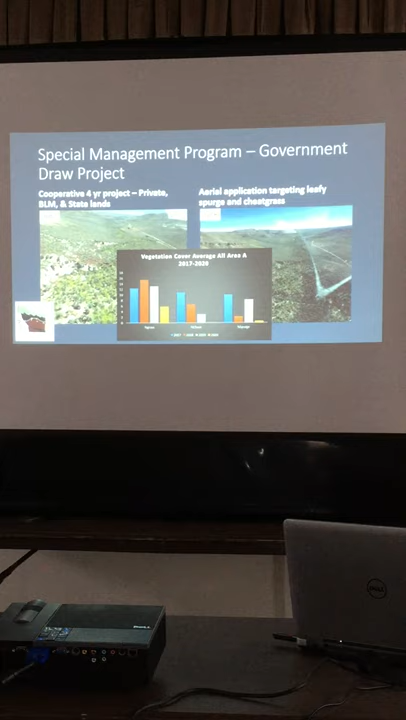 Special Management Program – Government
Draw Project
Cooperative 4 yr project – Private,
BLM, & State lands
Aerial application targeting leafy
spurge and cheatgrass
Vegetation Cover Average All Area A
2017-2020
DELL